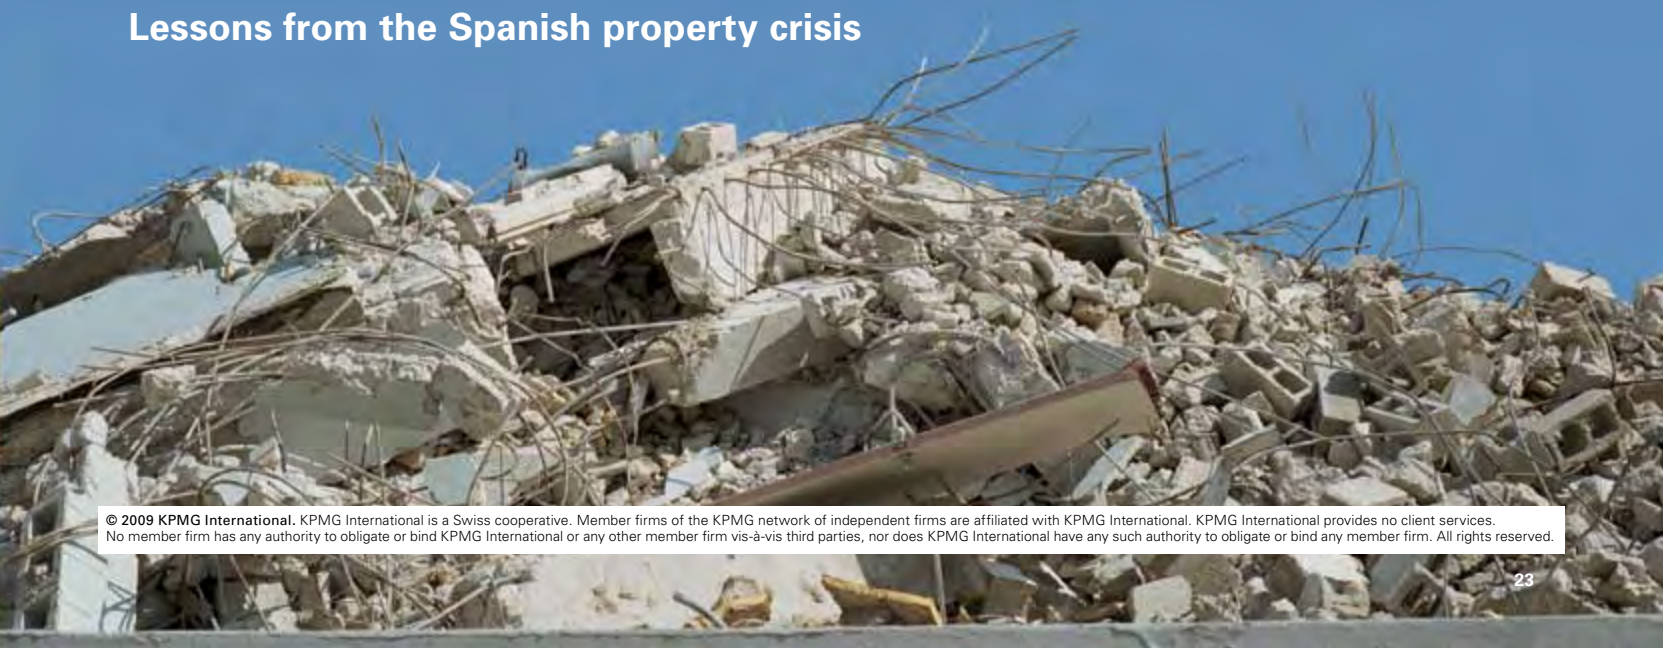 Lessons from the Spanish property crisis
© 2009 KPMG International. KPMG International is a Swiss cooperative. Member firms of the KPMG network of independent firms are affiliated with KPMG International. KPMG International provides no client services.
No member firm has any authority to obligate or bind KPMG International or any other member firm vis-à-vis third parties, nor does KPMG International have any such authority to obligate or bind any member firm. All rights reserved.
23